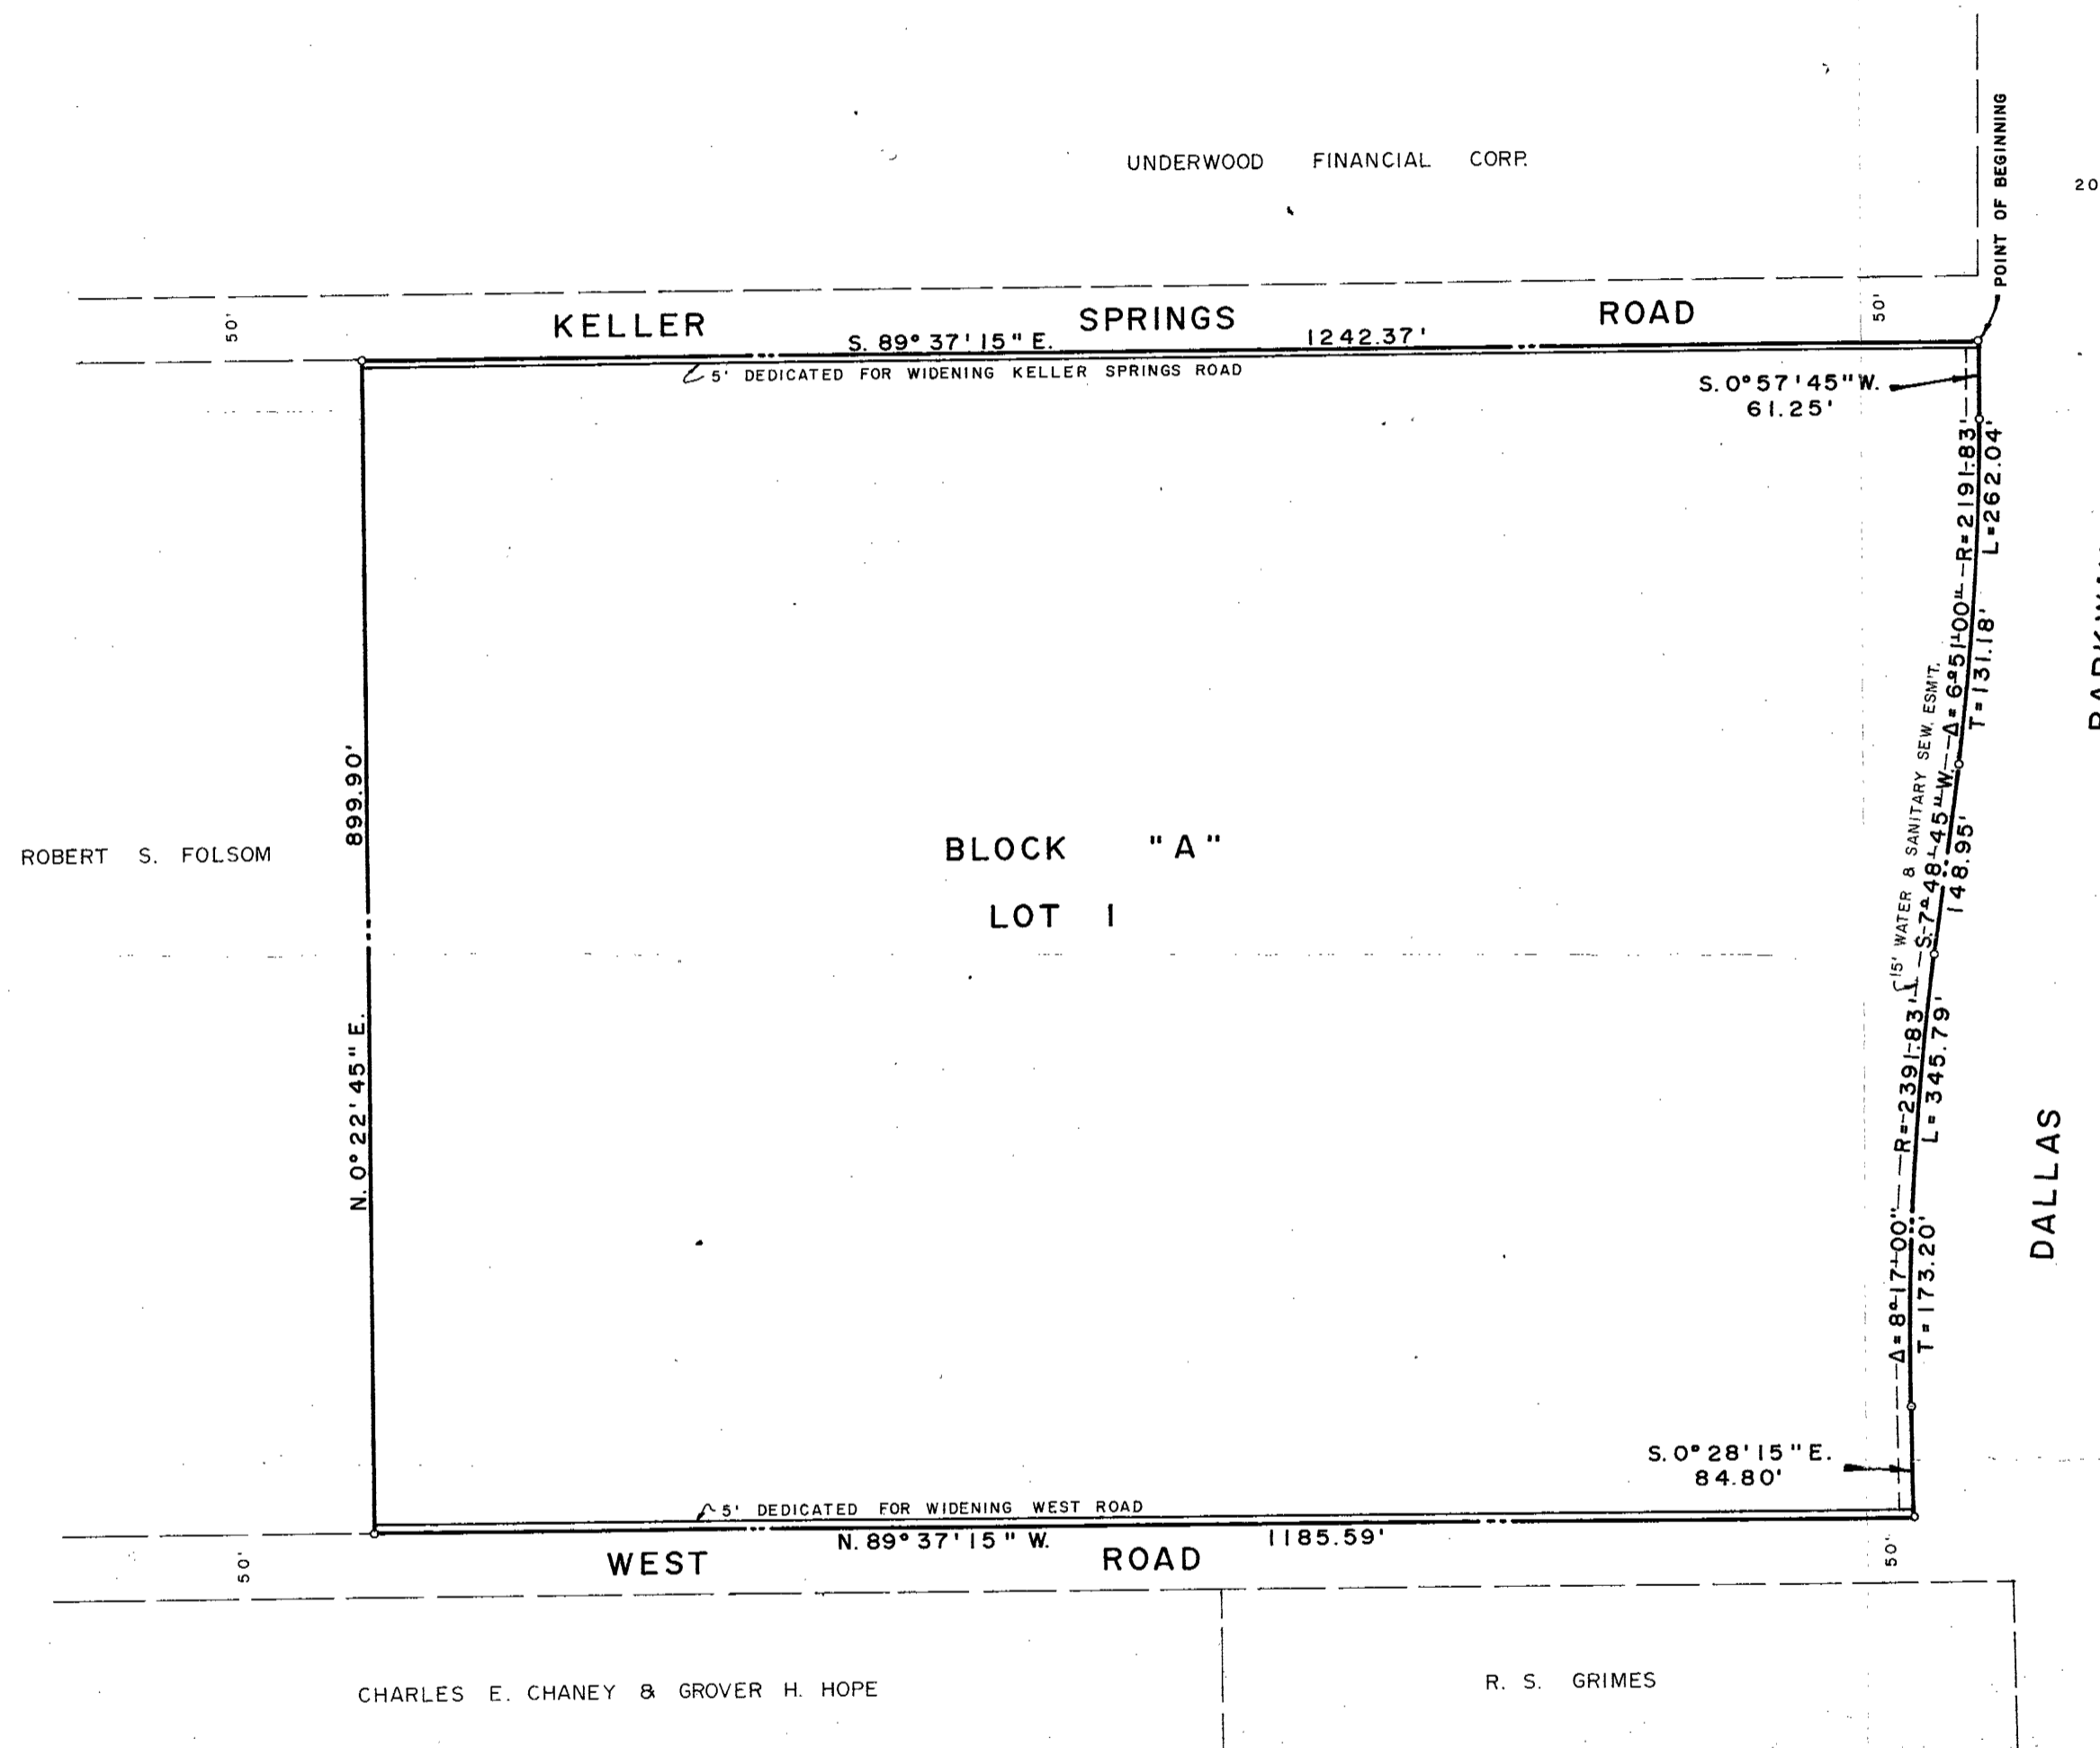 UNDERWOOD FINANCIAL CORP.
POINT OF BEGINNING
20
50'
KELLER SPRINGS ROAD
50'
S. 89° 37' 15" E. 1242.37'
5' DEDICATED FOR WIDENING KELLER SPRINGS ROAD
S. 0° 57' 45" W.
61.25'
Δ = 6° 51' 00" R = 2191.83'
T = 131.18' L = 262.04'
15' WATER & SANITARY SEW. ESM'T.
S. 7° 48' 45" W.
148.95'
Δ = 8° 17' 00" R = 2391.83'
T = 173.20' L = 345.79'
DALLAS
ROBERT S. FOLSOM
N. 0° 22' 45" E. 899.90'
BLOCK "A"
LOT 1
S. 0° 28' 15" E.
84.80'
5' DEDICATED FOR WIDENING WEST ROAD
N. 89° 37' 15" W. 1185.59'
50'
WEST ROAD
50'
CHARLES E. CHANEY & GROVER H. HOPE
R. S. GRIMES